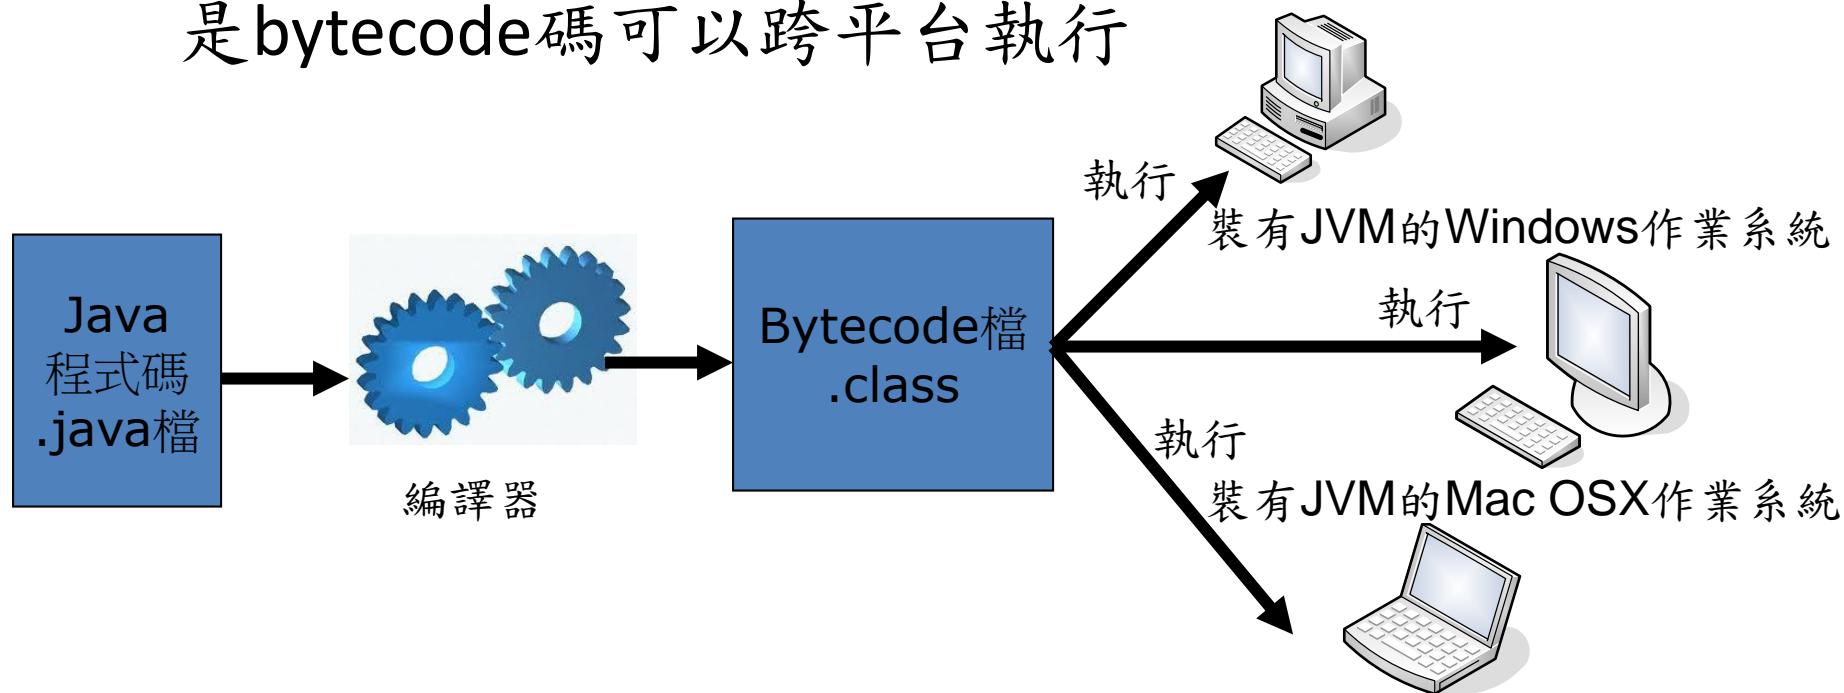 是bytecode碼可以跨平台執行
Java
程式碼
.java檔
編譯器
Bytecode檔
.class
執行
裝有JVM的Windows作業系統
執行
裝有JVM的Mac OSX作業系統
執行